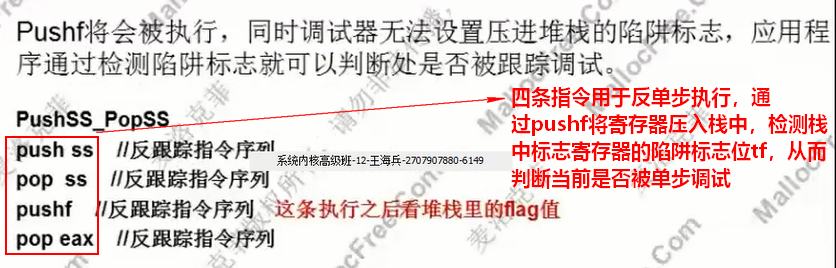 Pushf将会被执行，同时调试器无法设置压进堆栈的陷阱标志，应用程
序通过检测陷阱标志就可以判断处是否被跟踪调试。
四条指令用于反单步执行，通
过pushf将寄存器压入栈中，检测栈
中标志寄存器的陷阱标志位tf，从而
判断当前是否被单步调试
PushSS_PopSS
push ss //反跟踪指令序列
系统内核高级班-12-王海兵-2707907880-6149
pop ss //反跟踪指令序列
pushf //反跟踪指令序列 这条执行之后看堆栈里的flag值
pop eax //反跟踪指令序列
MallocFree.Com
麦洛克菲